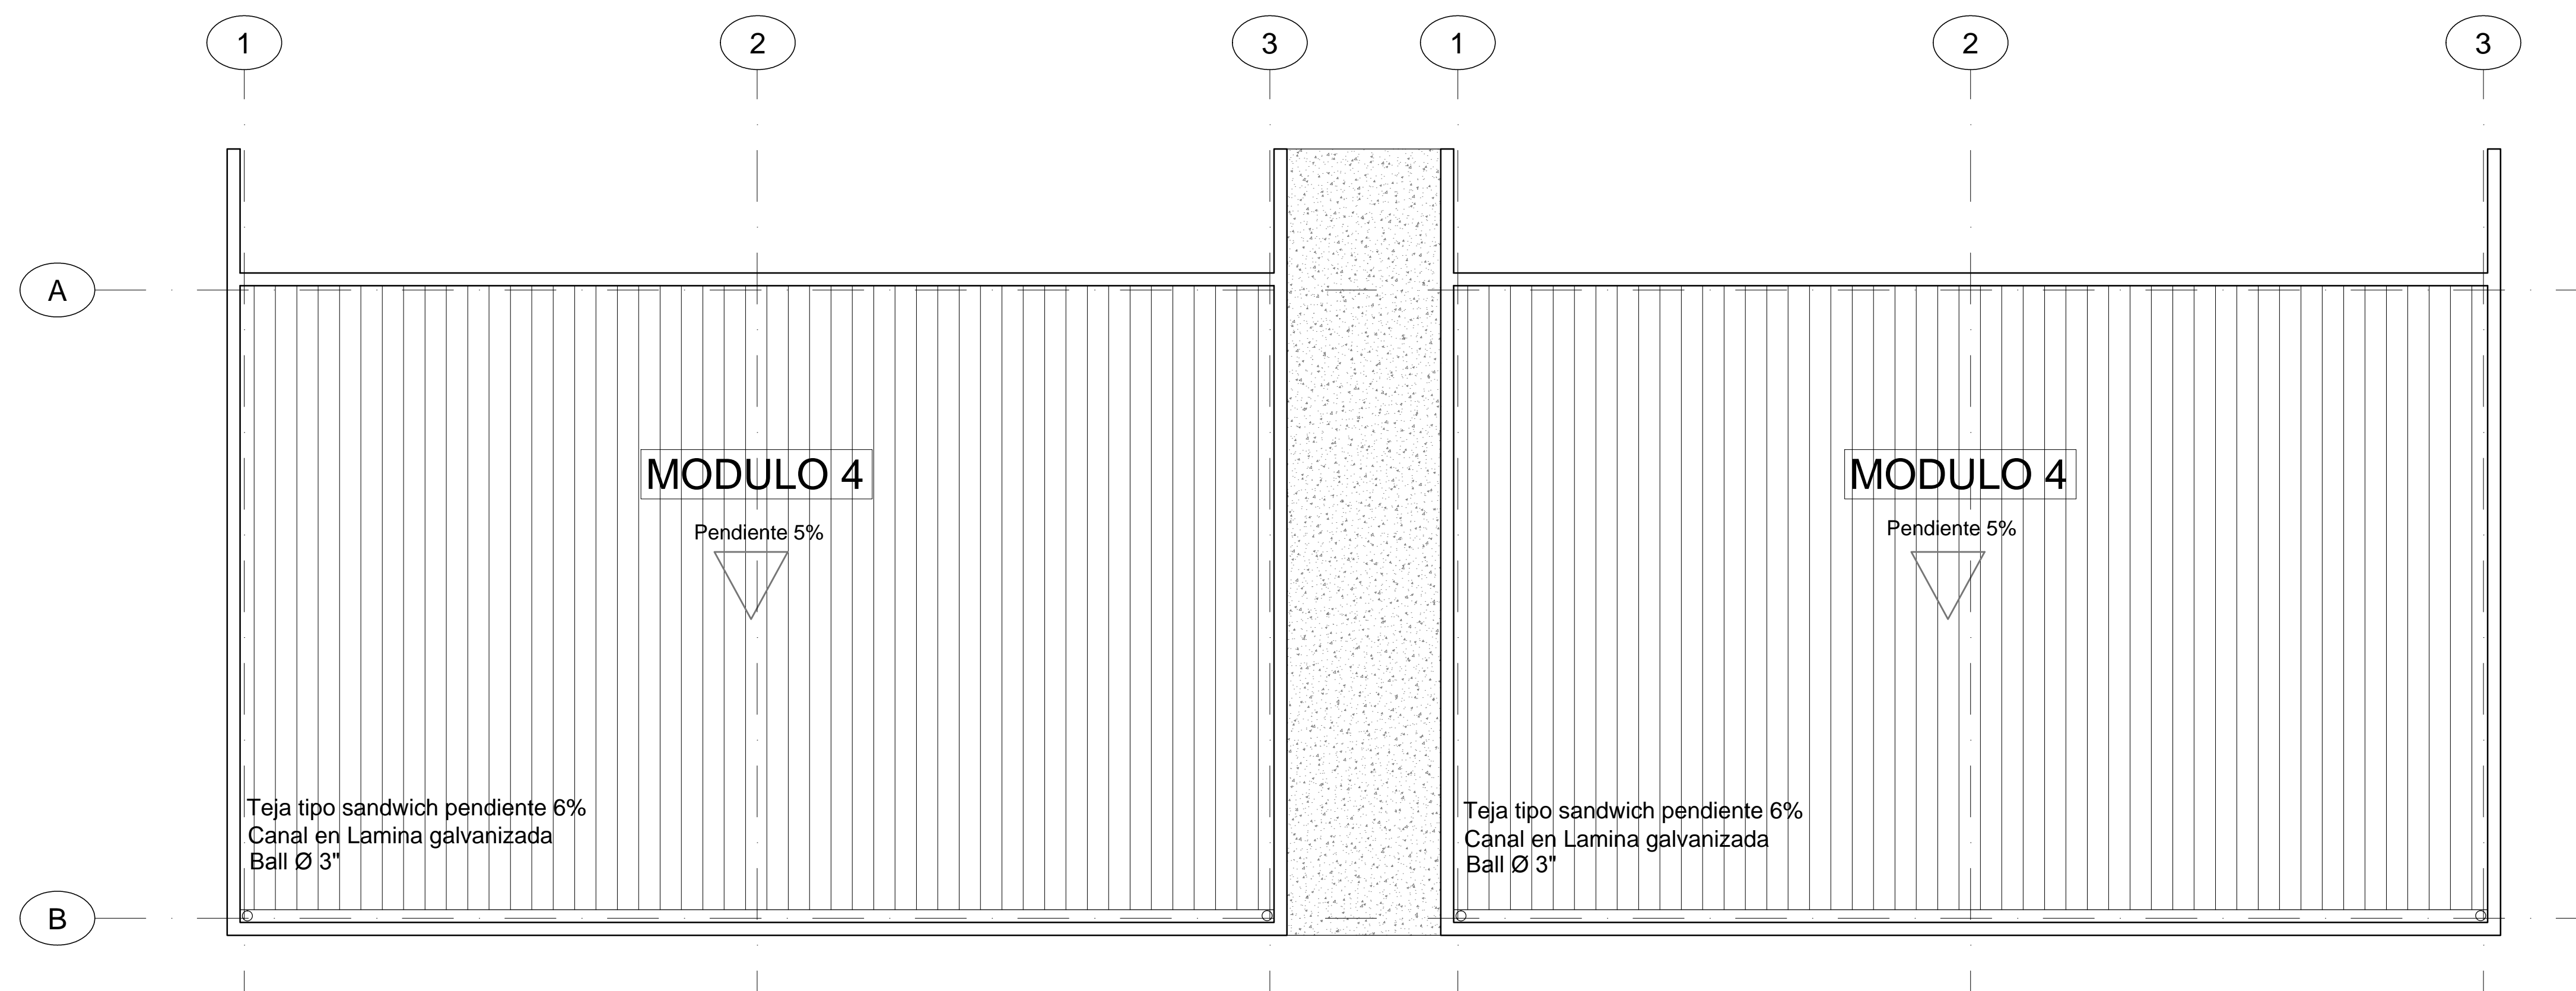 1
2
3
1
2
3
A
MODULO 4
MODULO 4
Pendiente 5%
Pendiente 5%
Teja tipo sandwich pendiente 6%
Canal en Lamina galvanizada
Ball Ø 3"
Teja tipo sandwich pendiente 6%
Canal en Lamina galvanizada
Ball Ø 3"
B